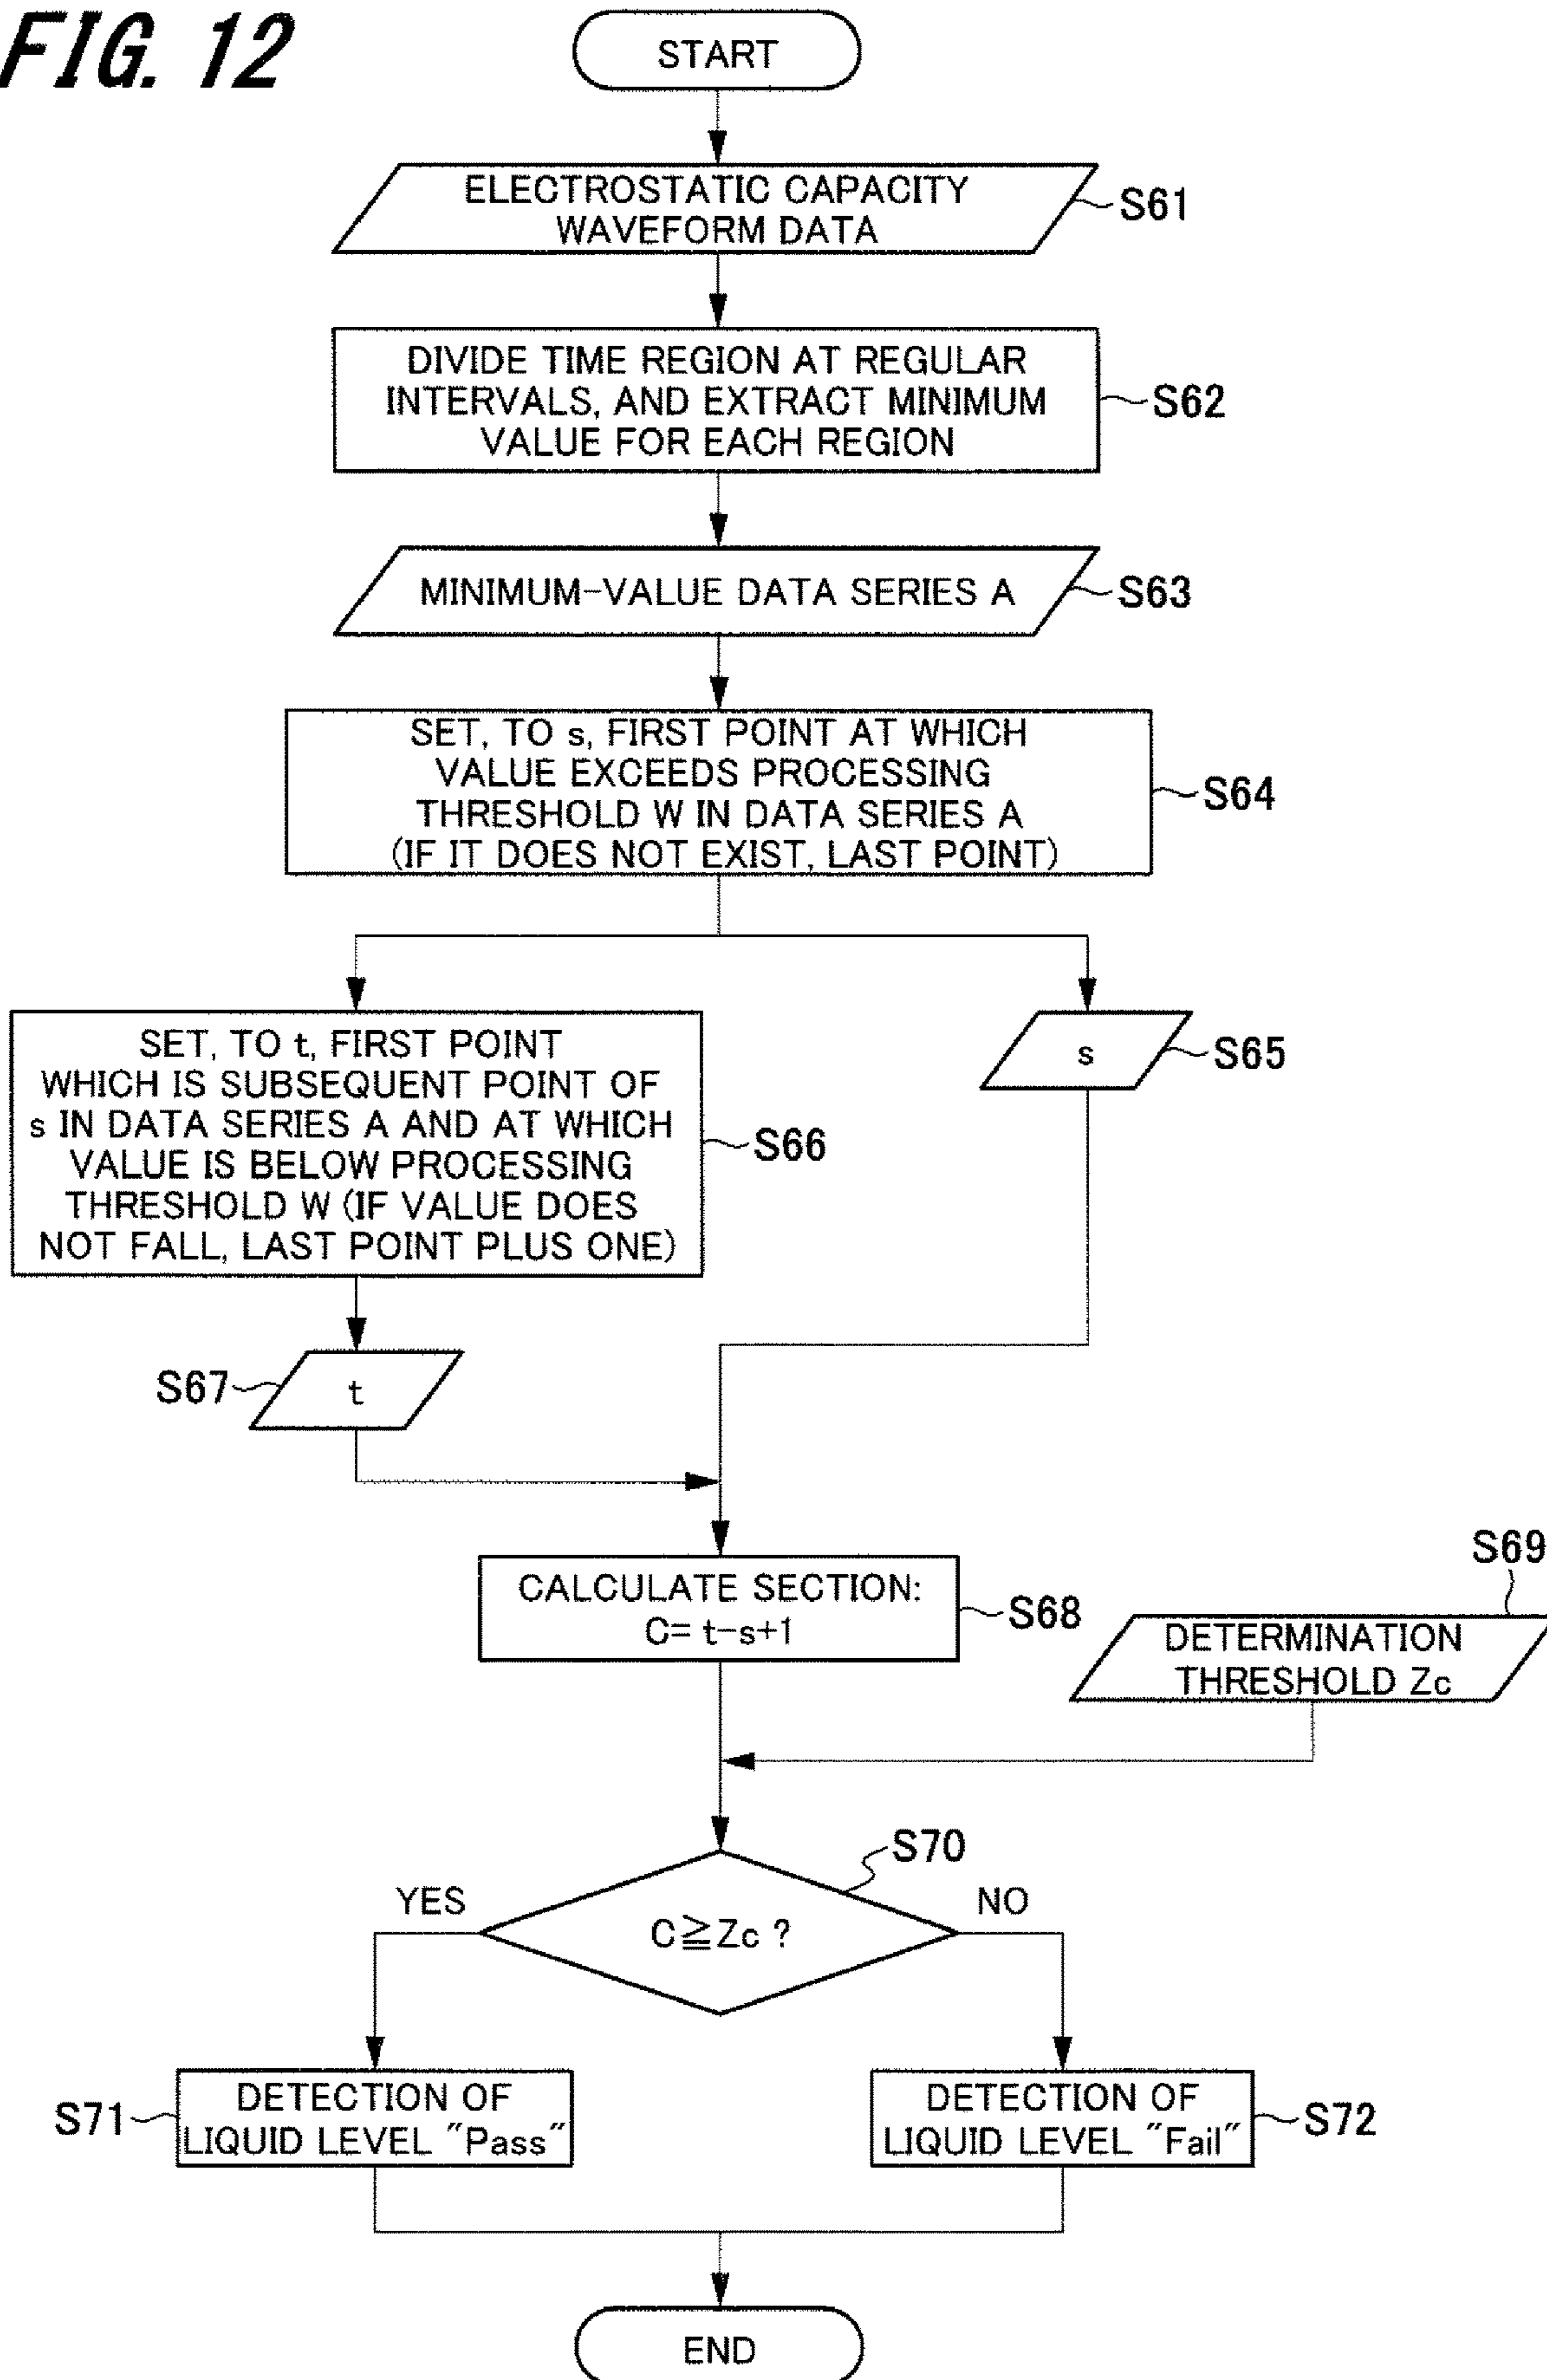 FIG. 12
START
ELECTROSTATIC CAPACITY
WAVEFORM DATA
S61
DIVIDE TIME REGION AT REGULAR
INTERVALS, AND EXTRACT MINIMUM
VALUE FOR EACH REGION
S62
MINIMUM-VALUE DATA SERIES A
S63
SET, TO s, FIRST POINT AT WHICH
VALUE EXCEEDS PROCESSING
THRESHOLD W IN DATA SERIES A
(IF IT DOES NOT EXIST, LAST POINT)
S64
SET, TO t, FIRST POINT
WHICH IS SUBSEQUENT POINT OF
s IN DATA SERIES A AND AT WHICH
VALUE IS BELOW PROCESSING
THRESHOLD W (IF VALUE DOES
NOT FALL, LAST POINT PLUS ONE)
S66
s
S65
S67
t
CALCULATE SECTION:
C= t-s+1
S68
S69
DETERMINATION
THRESHOLD Zc
S70
YES
C≧Zc ?
NO
S71
DETECTION OF
LIQUID LEVEL "Pass"
DETECTION OF
LIQUID LEVEL "Fail"
S72
END